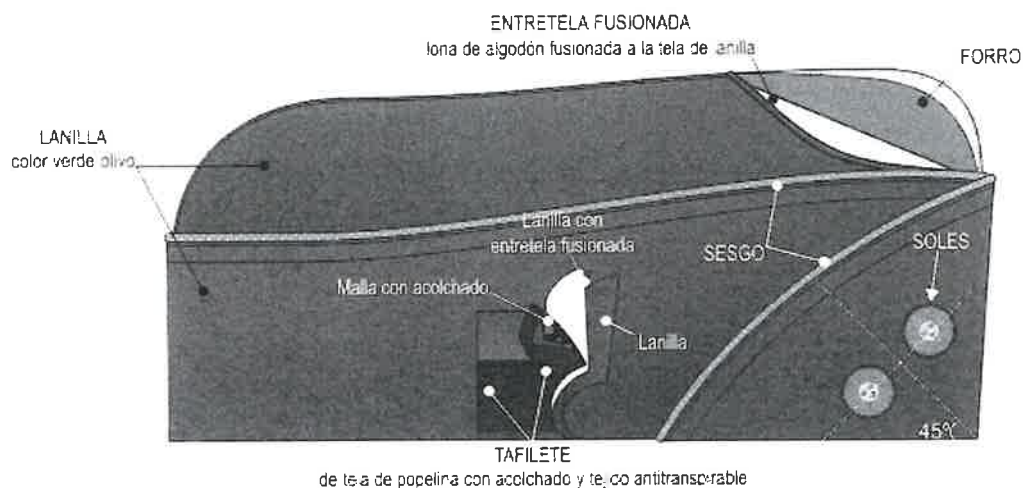 ENTRETELA FUSIONADA
lona de algodón fusionada a la tela de lanilla
FORRO
LANILLA
color verde olivo
Lanilla con
entretela fusionada
SESGO
SOLES
Malla con acolchado
Lanilla
45°
TAFILETE
de tela de popelina con acolchado y tejido antitranspirable